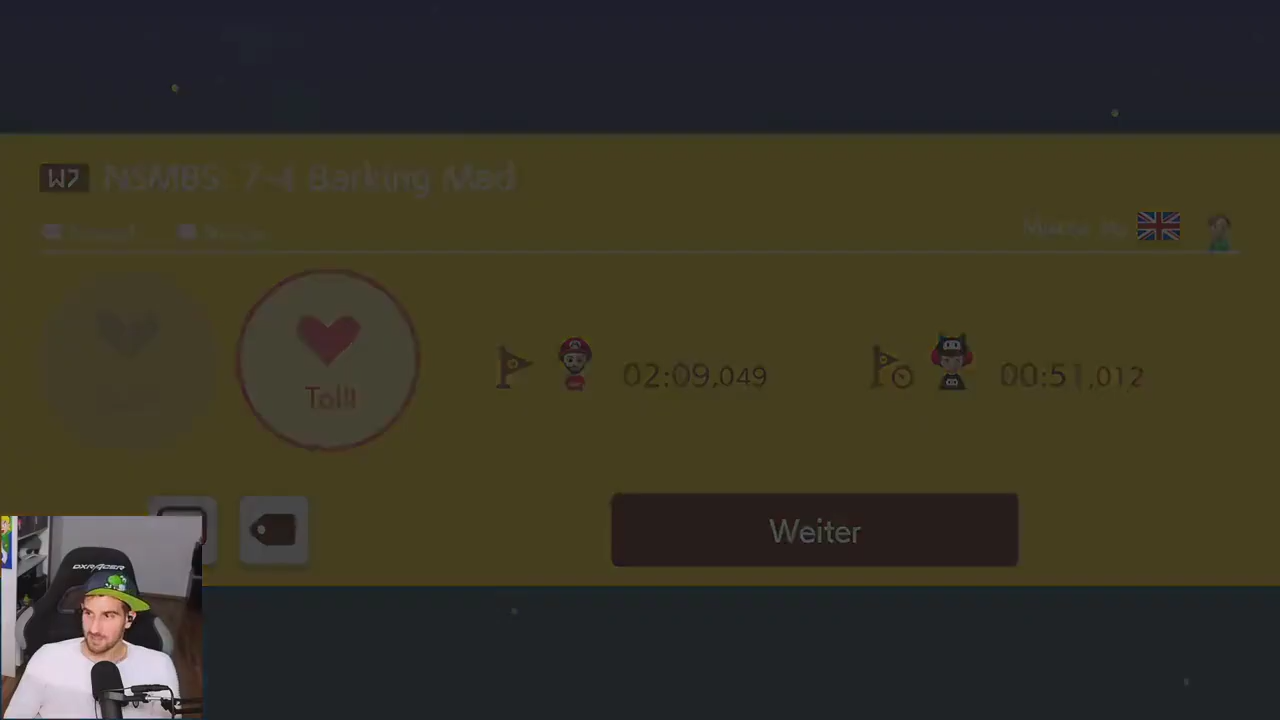 W7 NSMBS: 7-4 Barking Mad
Toll!
02:09,049
00:51,012
Weiter
DXRACER